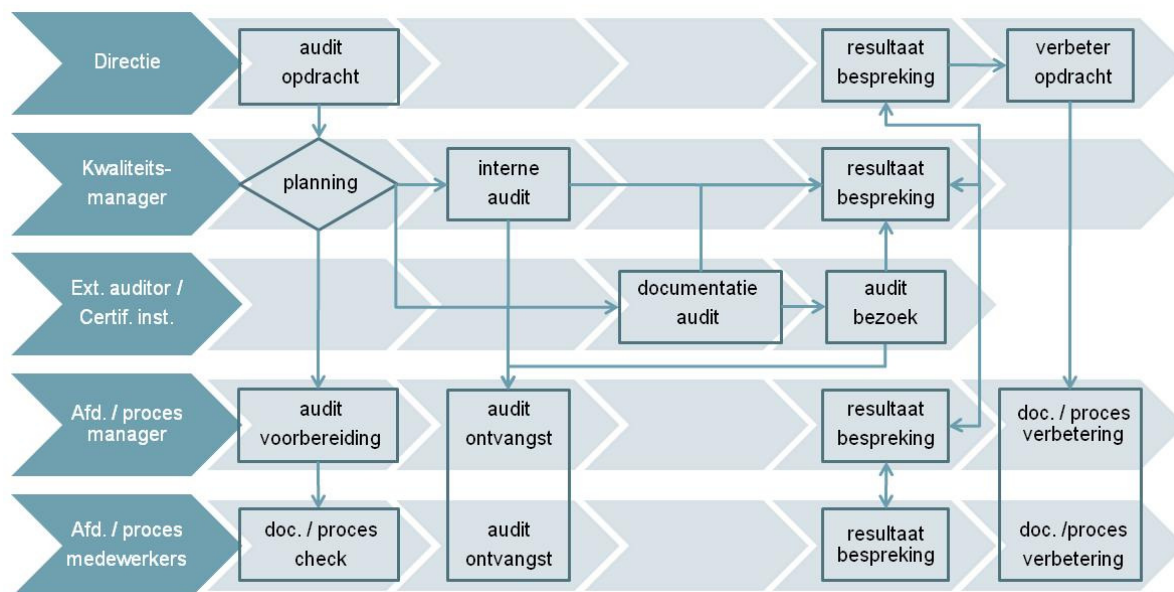 Directie
audit
opdracht
resultaat
bespreking
verbeter
opdracht
Kwaliteits-
manager
planning
interne
audit
resultaat
bespreking
Ext. auditor /
Certif. inst.
documentatie
audit
audit
bezoek
Afd. / proces
manager
audit
voorbereiding
audit
ontvangst
resultaat
bespreking
doc. / proces
verbetering
Afd. / proces
medewerkers
doc. / proces
check
audit
ontvangst
resultaat
bespreking
doc. /proces
verbetering